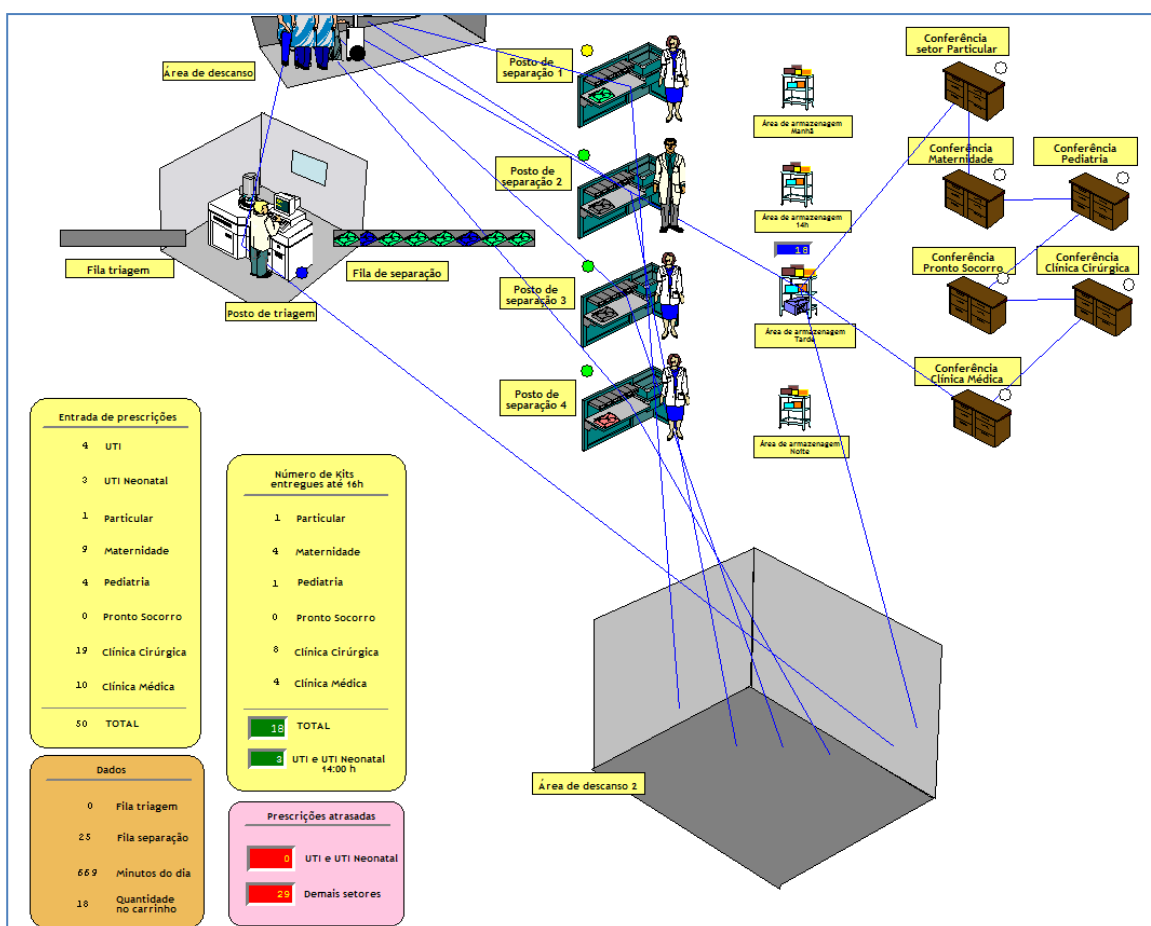 Área de descanso
Posto de
separação 1
Área de armazenagem
Manhã
Conferência
setor Particular
Posto de
separação 2
Área de armazenagem
14h
Conferência
Maternidade
Conferência
Pediatria
Fila triagem
Fila de separação
Posto de triagem
Posto de
separação 3
18
Área de armazenagem
Tarde
Conferência
Pronto Socorro
Conferência
Clínica Cirúrgica
Posto de
separação 4
Área de armazenagem
Noite
Conferência
Clínica Médica
Entrada de prescrições
4 UTI
3 UTI Neonatal
1 Particular
9 Maternidade
4 Pediatria
0 Pronto Socorro
19 Clínica Cirúrgica
10 Clínica Médica
50 TOTAL
Número de Kits
entregues até 16h
1 Particular
4 Maternidade
1 Pediatria
0 Pronto Socorro
8 Clínica Cirúrgica
4 Clínica Médica
18 TOTAL
3 UTI e UTI Neonatal
14:00 h
Dados
0 Fila triagem
25 Fila separação
669 Minutos do dia
18 Quantidade
no carrinho
Prescrições atrasadas
0 UTI e UTI Neonatal
29 Demais setores
Área de descanso 2